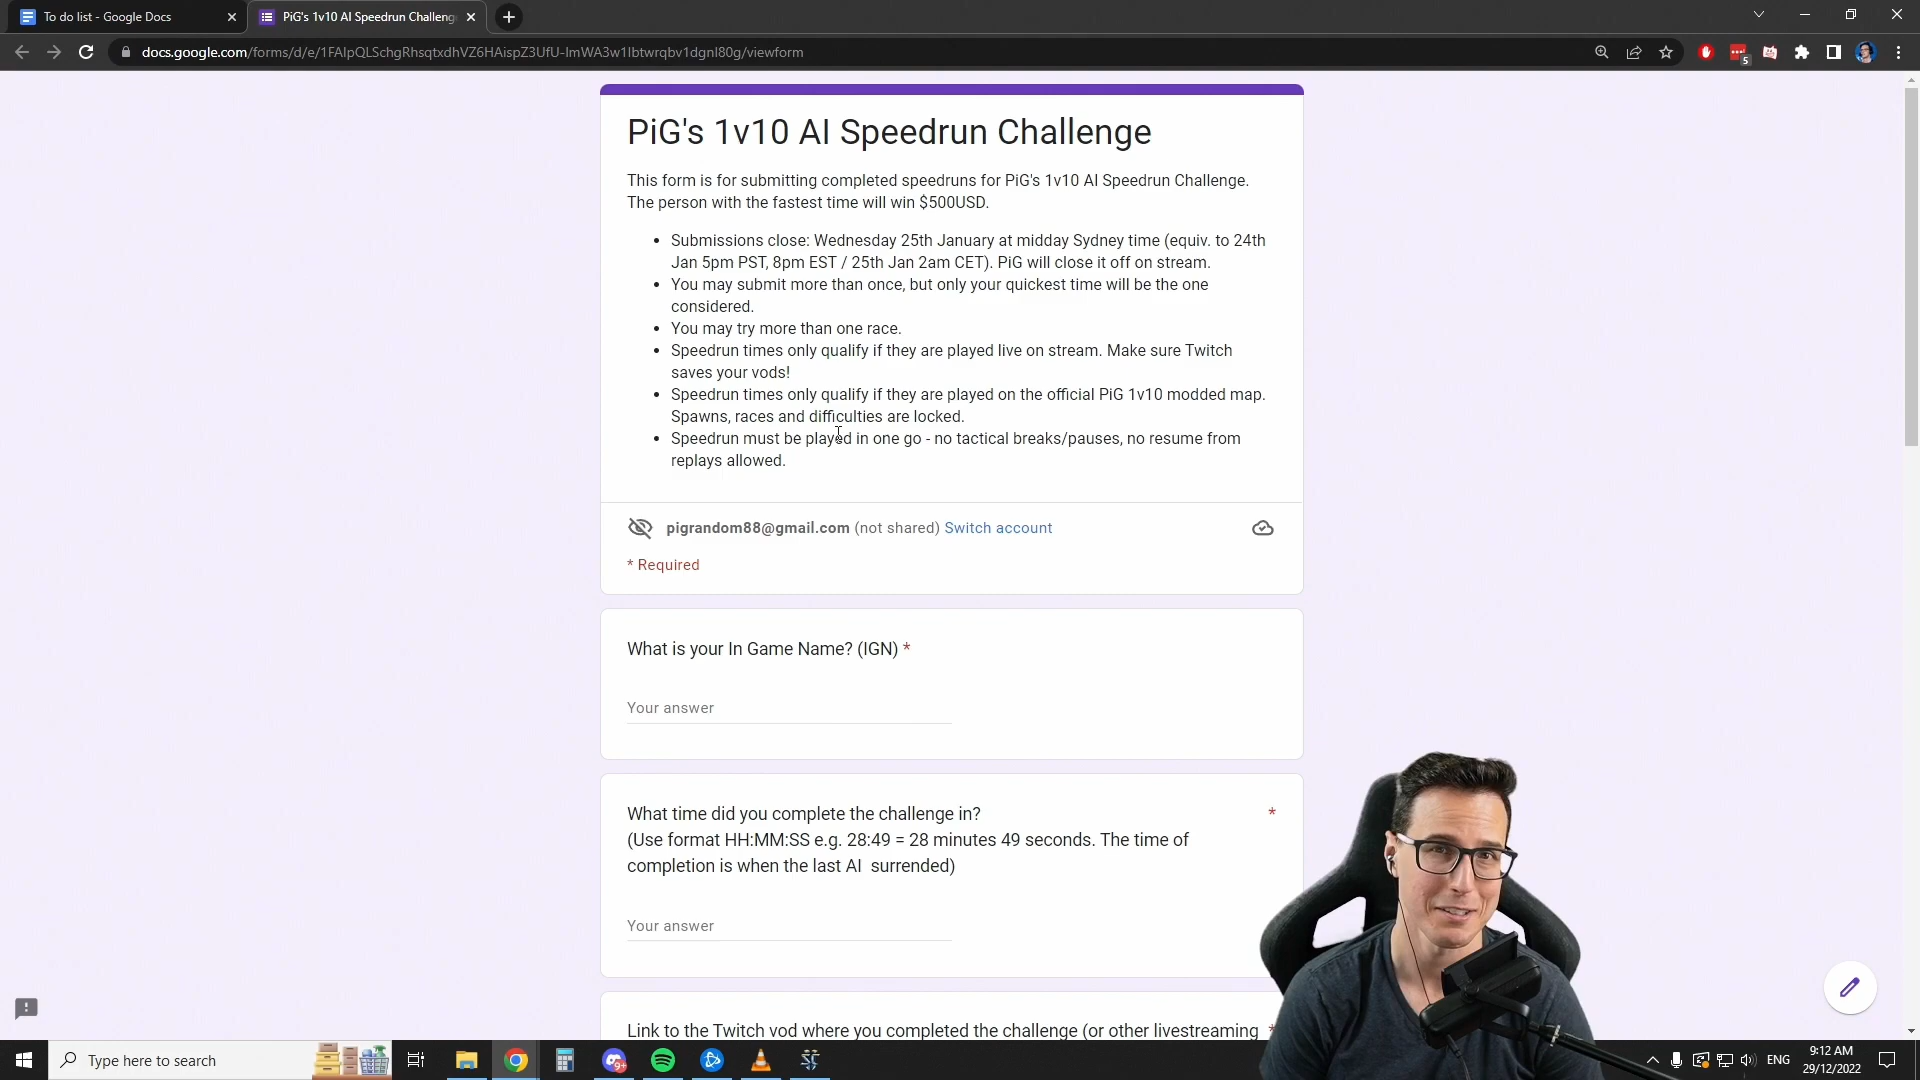 To do list - Google Docs
PiG's 1v10 AI Speedrun Challeng
docs.google.com/forms/d/e/1FAIpQLSchgRhsqtxdhVZ6HAispZ3UfU-ImWA3w1Ibtwrqbv1dgnI80g/viewform
5
PiG's 1v10 AI Speedrun Challenge
This form is for submitting completed speedruns for PiG's 1v10 AI Speedrun Challenge.
The person with the fastest time will win $500USD.
• Submissions close: Wednesday 25th January at midday Sydney time (equiv. to 24th
Jan 5pm PST, 8pm EST / 25th Jan 2am CET). PiG will close it off on stream.
• You may submit more than once, but only your quickest time will be the one
considered.
• You may try more than one race.
• Speedrun times only qualify if they are played live on stream. Make sure Twitch
saves your vods!
• Speedrun times only qualify if they are played on the official PiG 1v10 modded map.
Spawns, races and difficulties are locked.
• Speedrun must be played in one go - no tactical breaks/pauses, no resume from
replays allowed.
pigrandom88@gmail.com (not shared) Switch account
* Required
What is your In Game Name? (IGN) *
Your answer
What time did you complete the challenge in? *
(Use format HH:MM:SS e.g. 28:49 = 28 minutes 49 seconds. The time of
completion is when the last AI surrended)
Your answer
Link to the Twitch vod where you completed the challenge (or other livestreaming *
Type here to search
9+
ENG
9:12 AM
29/12/2022